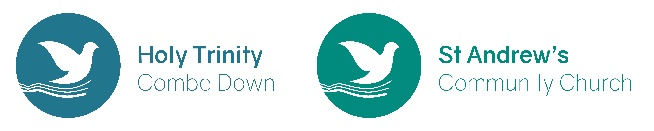 Holy Trinity
Combe Down
St Andrew's
Community Church